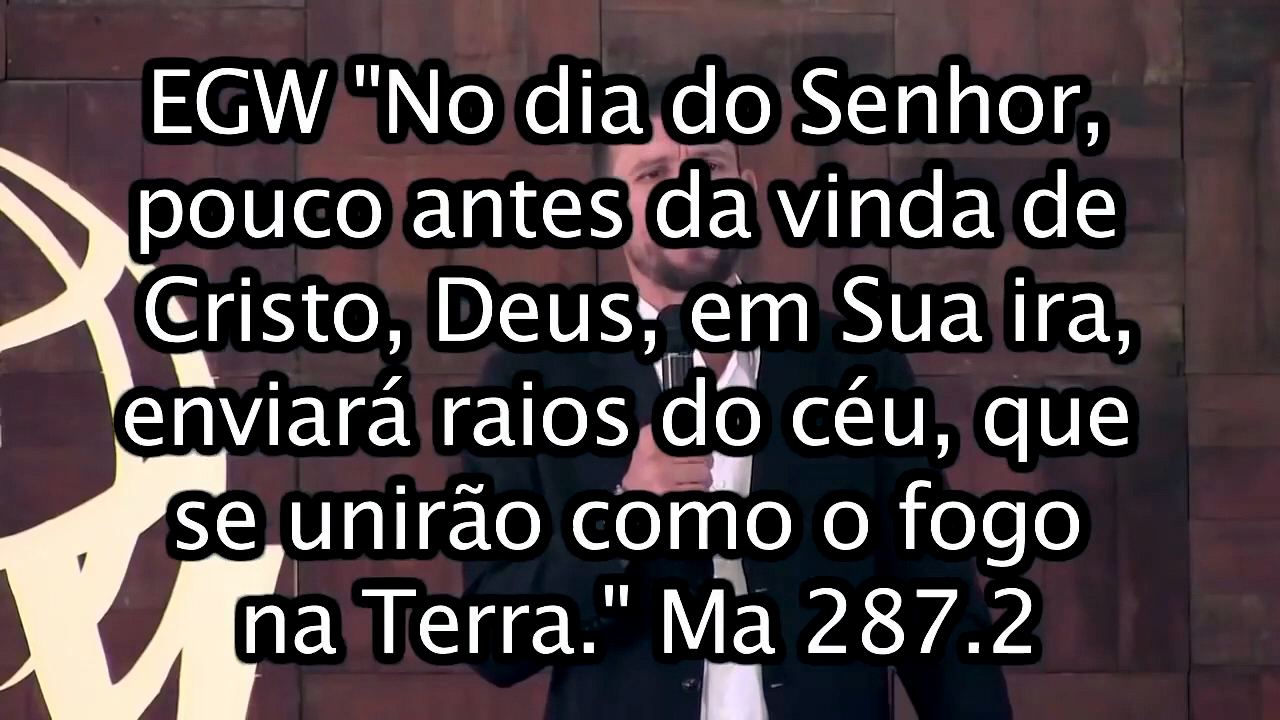 EGW "No dia do Senhor,
pouco antes da vinda de
Cristo, Deus, em Sua ira,
enviará raios do céu, que
se unirão como o fogo
na Terra." Ma 287.2